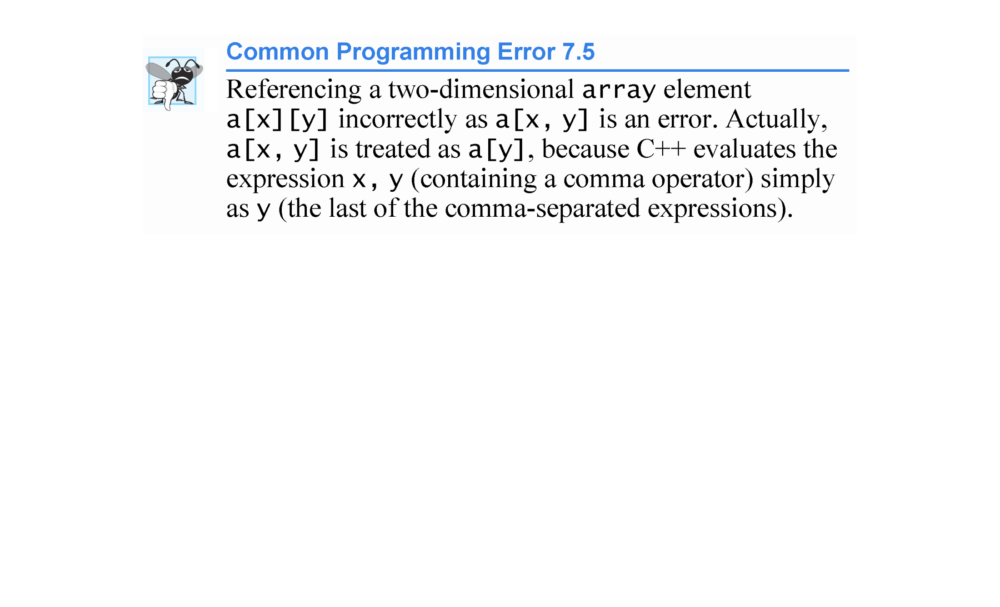 Common Programming Error 7.5
Referencing a two-dimensional array element
a[x][y] incorrectly as a[x, y] is an error. Actually,
a[x, y] is treated as a[y], because C++ evaluates the
expression x, y (containing a comma operator) simply
as y (the last of the comma-separated expressions).